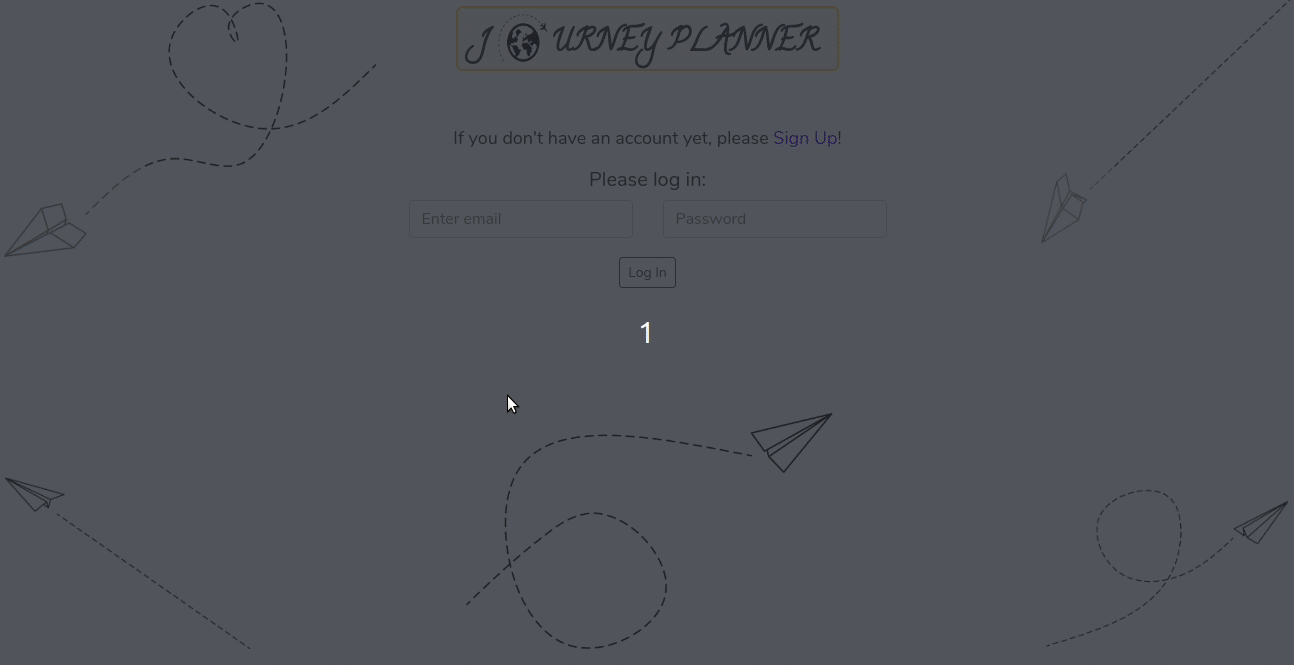 JOURNEY PLANNER
If you don't have an account yet, please Sign Up!
Please log in:
Enter email
Password
Log In
1